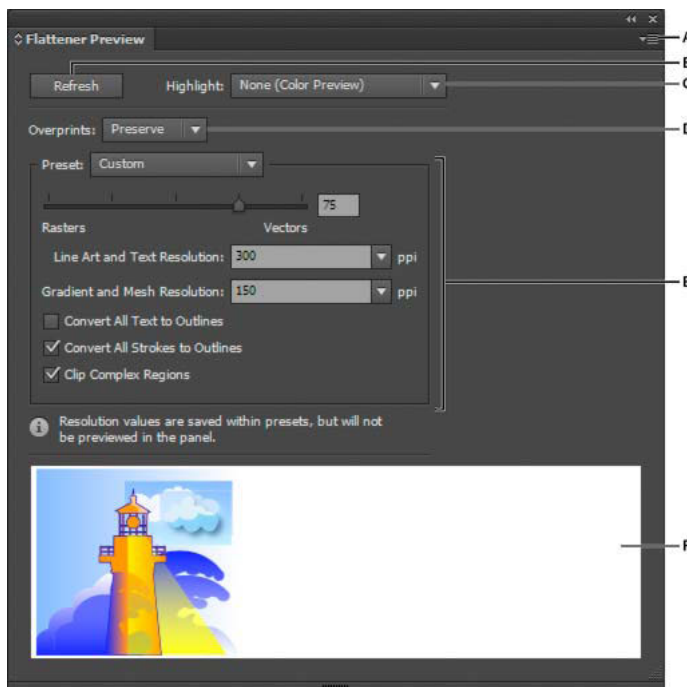 Flattener Preview
A
B
Refresh Highlight: None (Color Preview)
C
Overprints: Preserve
D
Preset: Custom
75
Rasters Vectors
Line Art and Text Resolution: 300 ppi
E
Gradient and Mesh Resolution: 150 ppi
Convert All Text to Outlines
Convert All Strokes to Outlines
Clip Complex Regions
Resolution values are saved within presets, but will not
be previewed in the panel.
F